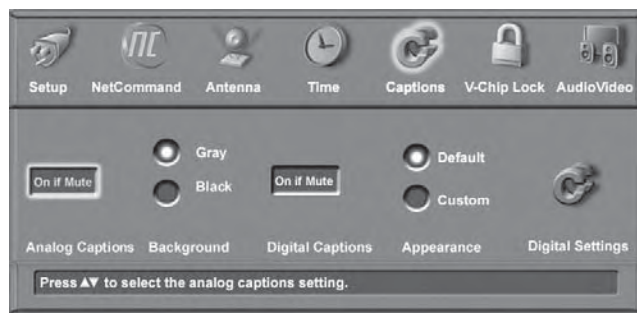 Setup NetCommand Antenna Time Captions V-Chip Lock AudioVideo
On if Mute
Gray
Black
On if Mute
Default
Custom
Analog Captions Background Digital Captions Appearance Digital Settings
Press ▲▼ to select the analog captions setting.